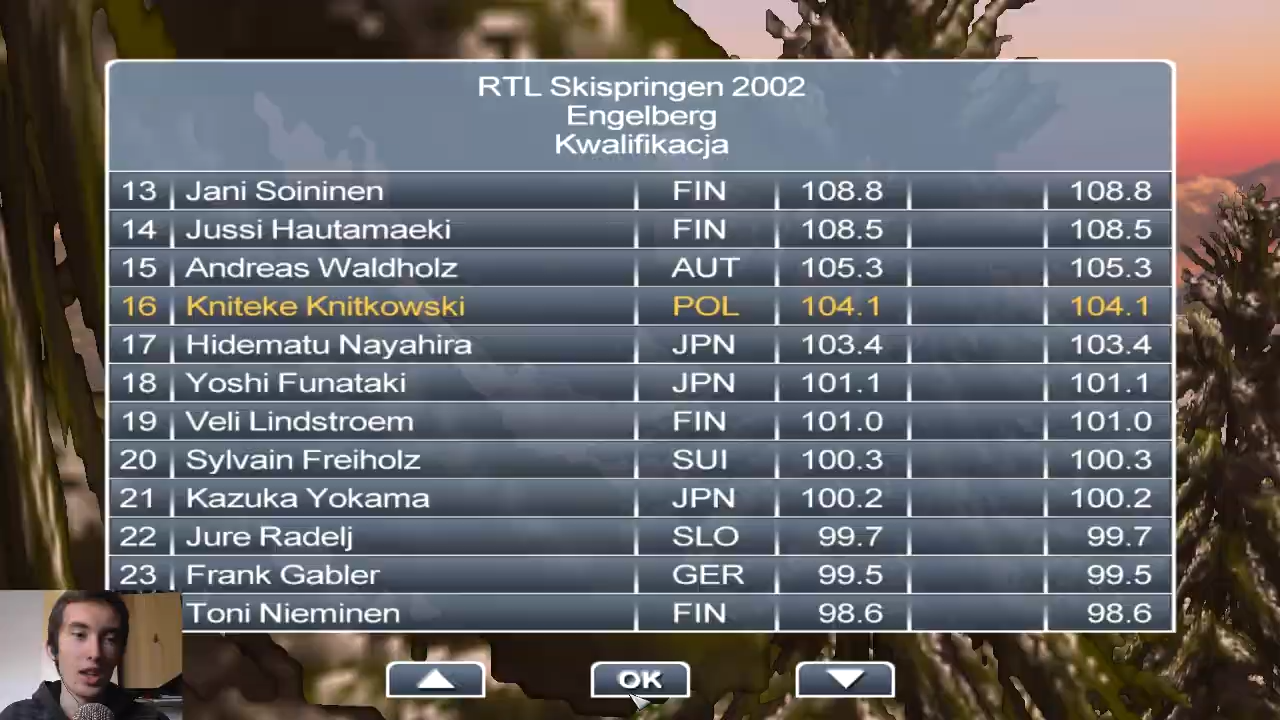 RTL Skispringen 2002
Engelberg
Kwalifikacja
13 Jani Soininen FIN 108.8 108.8
14 Jussi Hautamaeki FIN 108.5 108.5
15 Andreas Waldholz AUT 105.3 105.3
16 Kniteke Knitkowski POL 104.1 104.1
17 Hidematu Nayahira JPN 103.4 103.4
18 Yoshi Funataki JPN 101.1 101.1
19 Veli Lindstroem FIN 101.0 101.0
20 Sylvain Freiholz SUI 100.3 100.3
21 Kazuka Yokama JPN 100.2 100.2
22 Jure Radelj SLO 99.7 99.7
23 Frank Gabler GER 99.5 99.5
Toni Nieminen FIN 98.6 98.6
OK